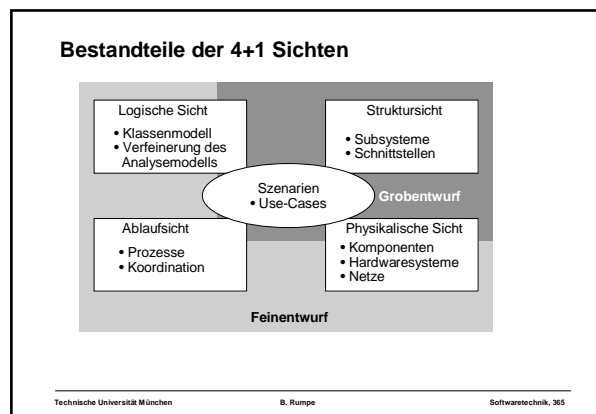 Bestandteile der 4+1 Sichten
Logische Sicht
• Klassenmodell
• Verfeinerung des
Analysemodells
Struktursicht
• Subsysteme
• Schnittstellen
Szenarien
• Use-Cases
Grobentwurf
Ablaufsicht
• Prozesse
• Koordination
Physikalische Sicht
• Komponenten
• Hardwaresysteme
• Netze
Feinentwurf
Technische Universität München B. Rumpe Softwaretechnik, 365